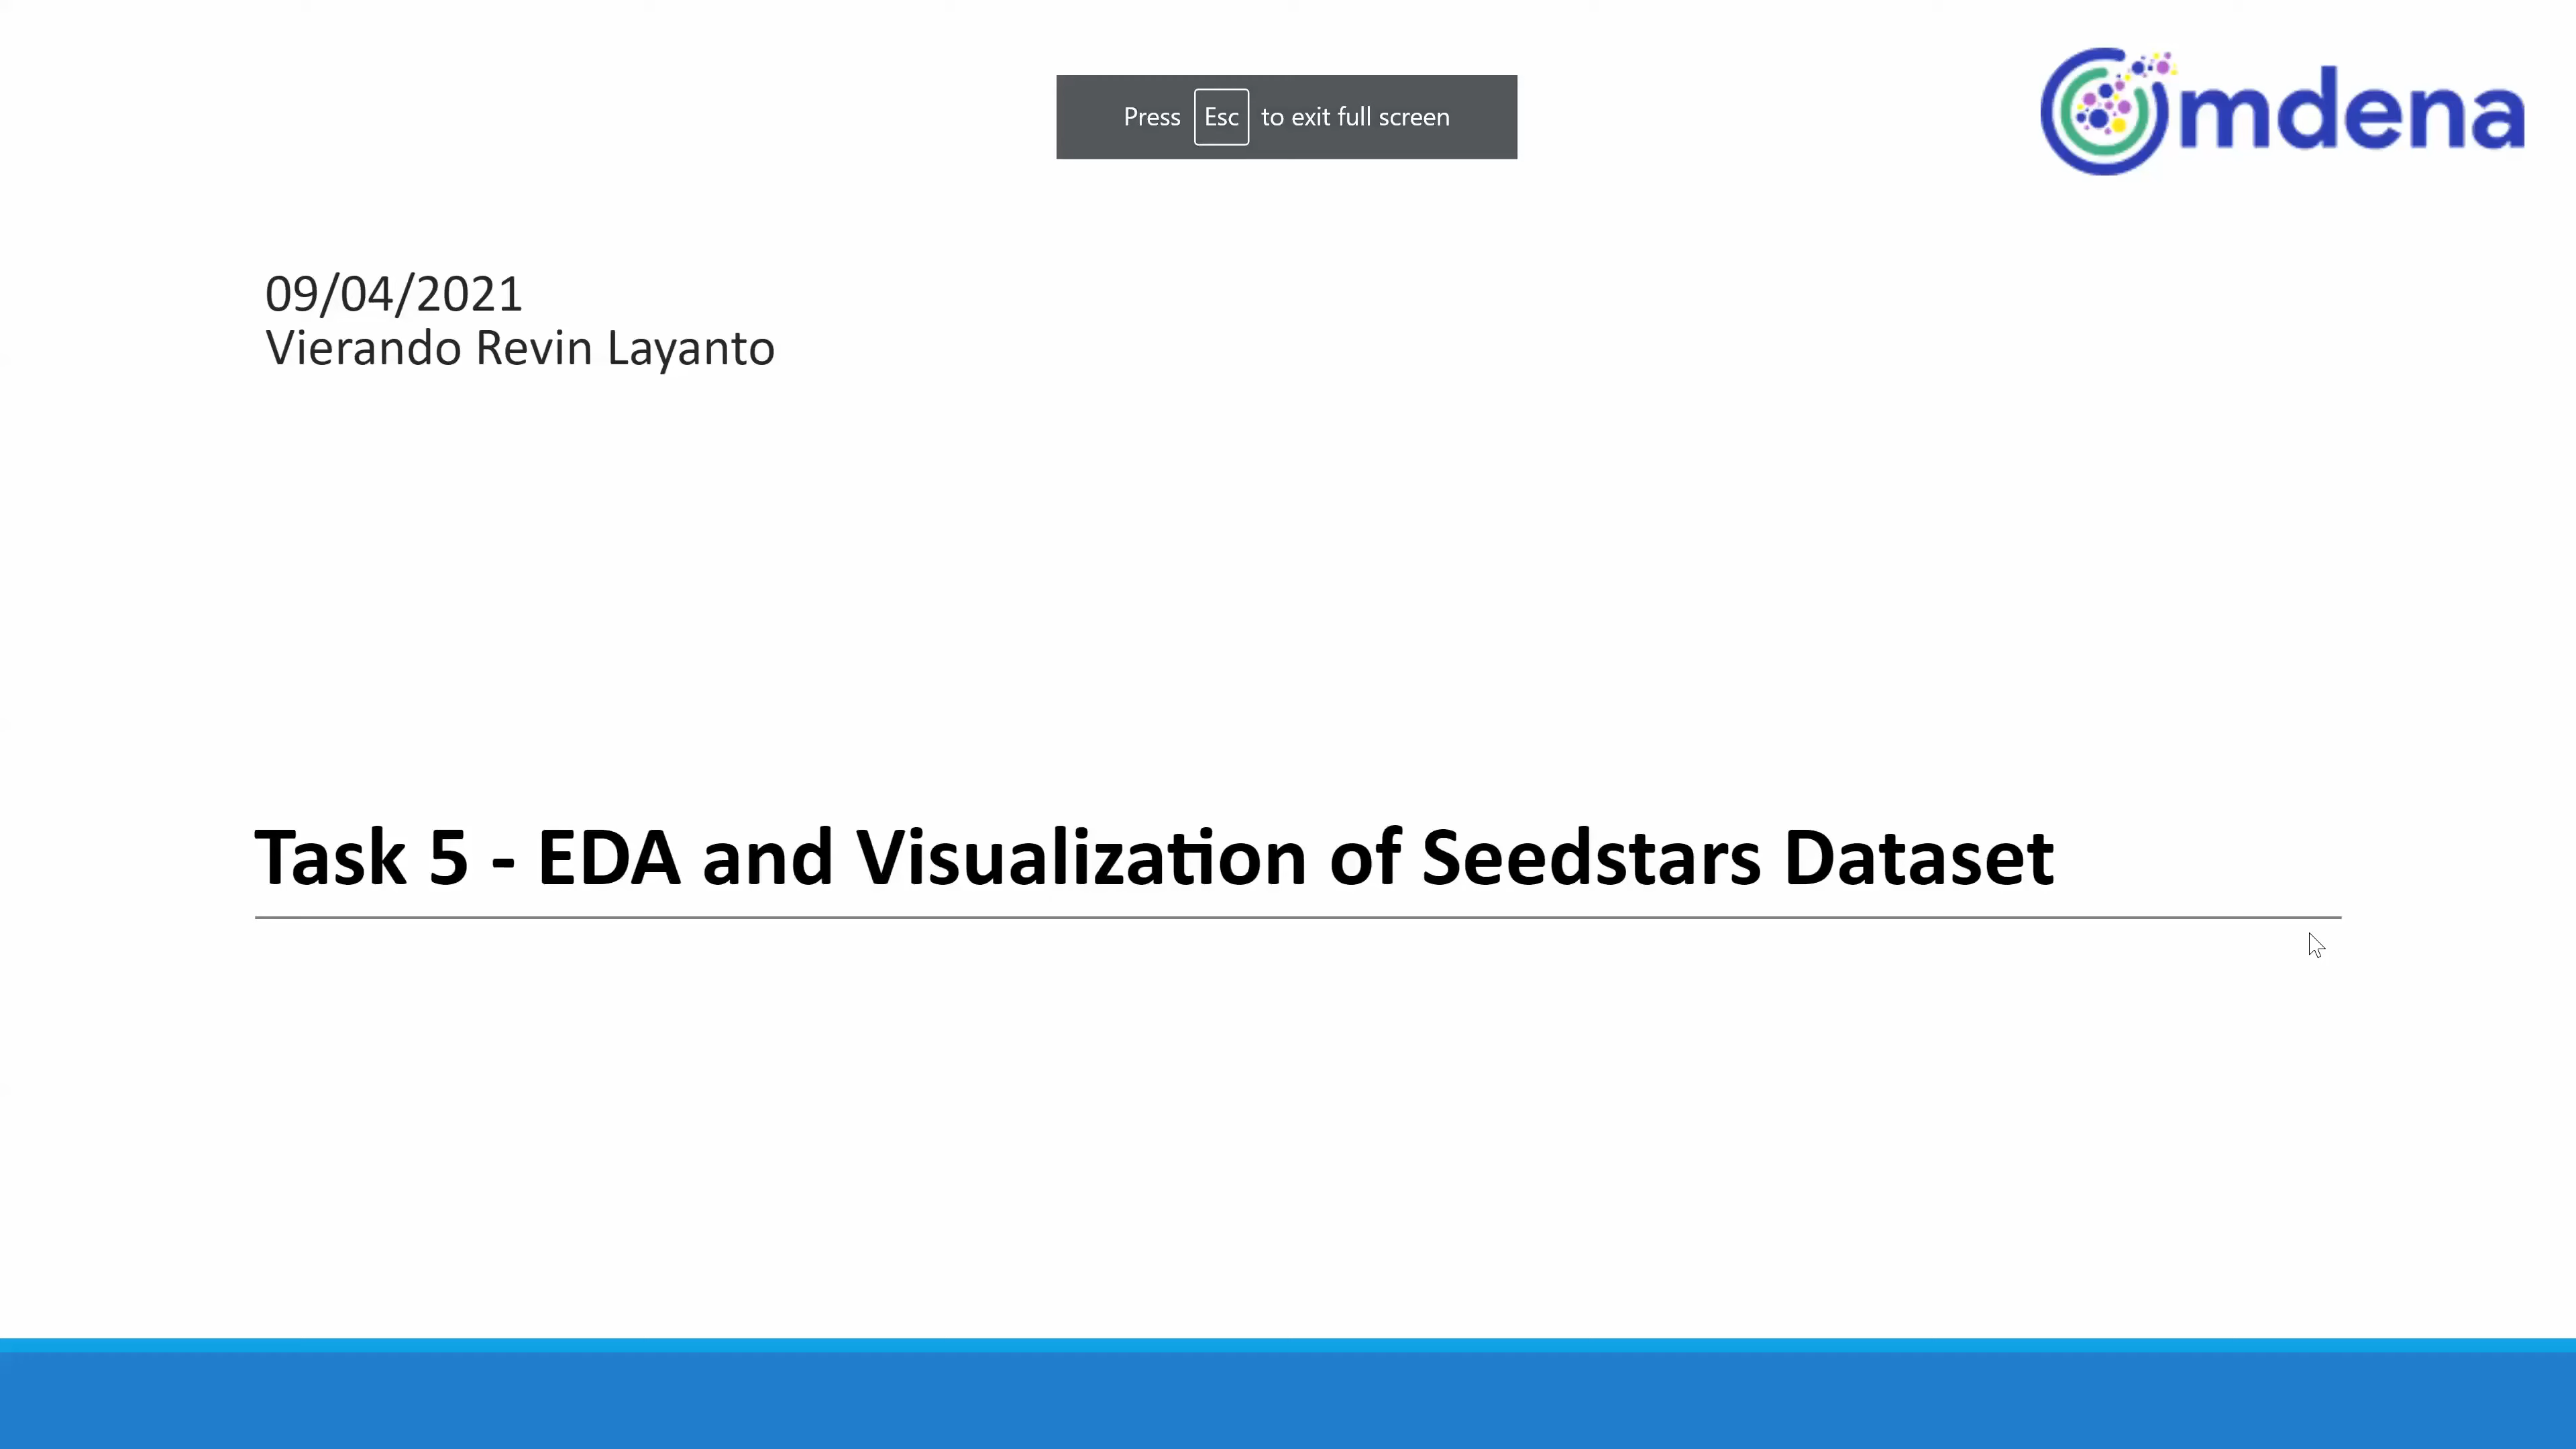 Press Esc to exit full screen
Omdena
09/04/2021
Vierando Revin Layanto
Task 5 - EDA and Visualization of Seedstars Dataset